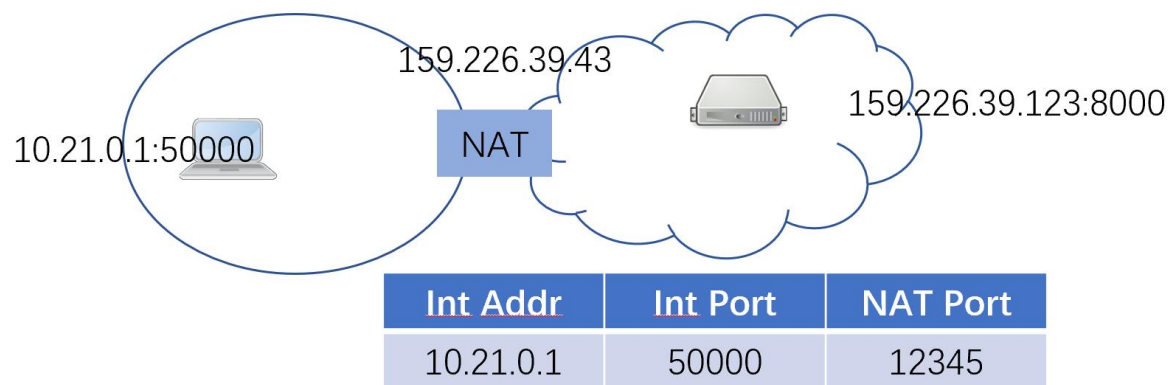 159.226.39.43
159.226.39.123:8000
10.21.0.1:50000
NAT
Int Addr Int Port NAT Port
10.21.0.1 50000 12345